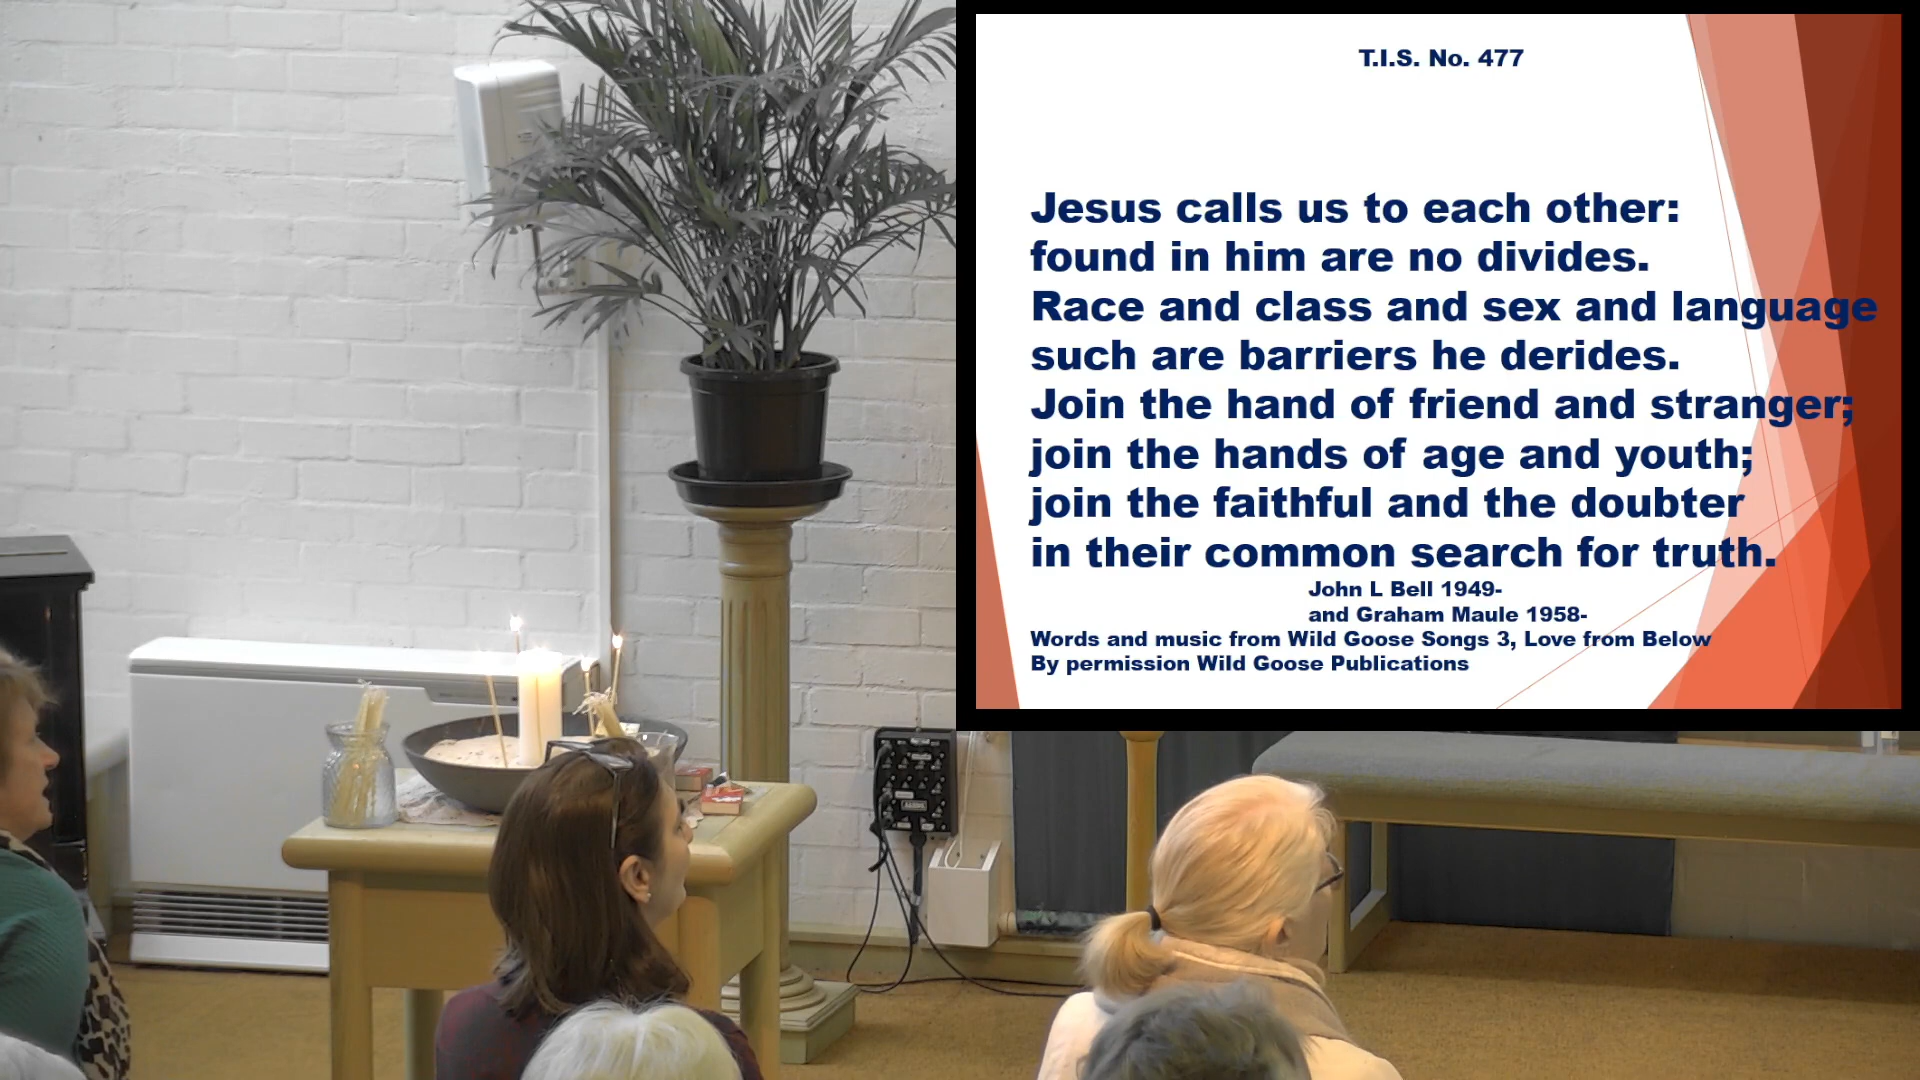 T.I.S. No. 477
Jesus calls us to each other:
found in him are no divides.
Race and class and sex and language
such are barriers he derides.
Join the hand of friend and stranger;
join the hands of age and youth;
join the faithful and the doubter
in their common search for truth.
John L Bell 1949-
and Graham Maule 1958-
Words and music from Wild Goose Songs 3, Love from Below
By permission Wild Goose Publications